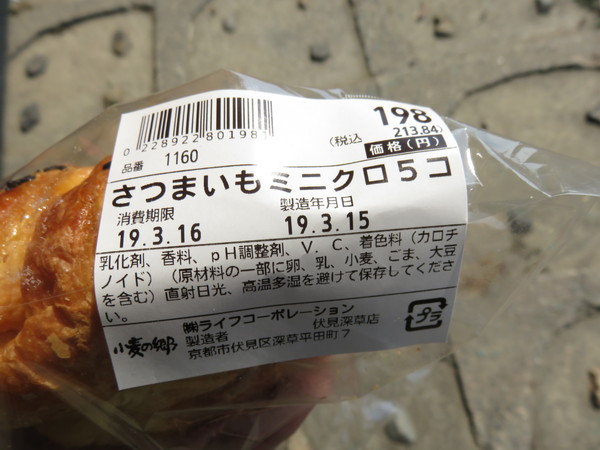 0 228922 801981
198
(税込 213.84)
価格(円)
品番 1160
さつまいもミニクロ5コ
消費期限 製造年月日
19.3.16 19.3.15
乳化剤、香料、pH調整剤、V.C、着色料(カロチ
ノイド)(原材料の一部に卵、乳、小麦、ごま、大豆
を含む)直射日光、高温多湿を避けて保存してくださ
い。
小麦の郷
㈱ライフコーポレーション
製造者 伏見深草店
京都市伏見区深草平田町7
プラ